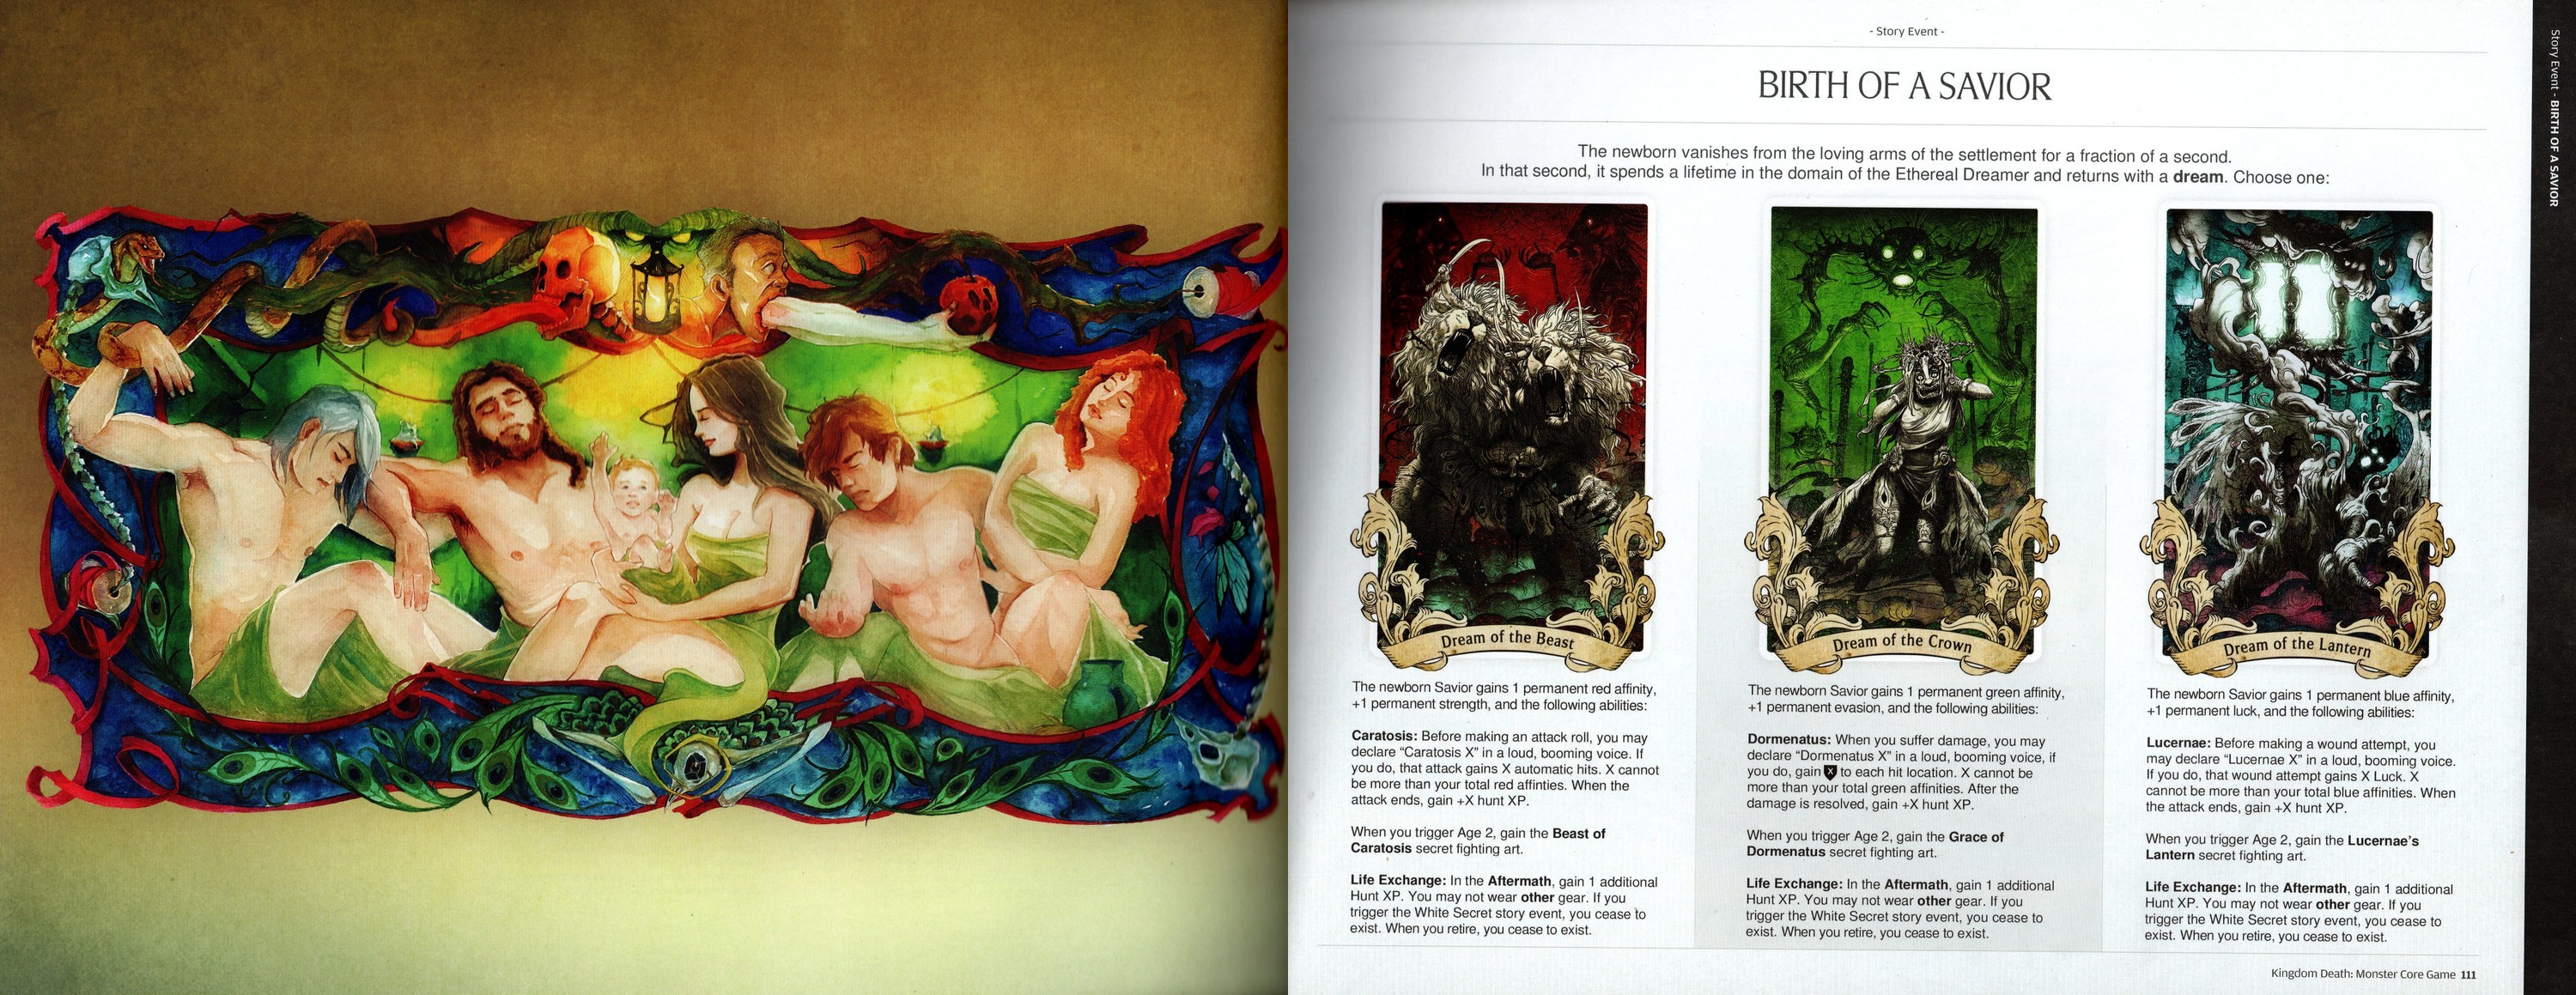 - Story Event -
BIRTH OF A SAVIOR
The newborn vanishes from the loving arms of the settlement for a fraction of a second.
In that second, it spends a lifetime in the domain of the Ethereal Dreamer and returns with a dream. Choose one:
Dream of the Beast
The newborn Savior gains 1 permanent red affinity,
+1 permanent strength, and the following abilities:
Caratosis: Before making an attack roll, you may
declare “Caratosis X” in a loud, booming voice. If
you do, that attack gains X automatic hits. X cannot
be more than your total red affinties. When the
attack ends, gain +X hunt XP.
When you trigger Age 2, gain the Beast of
Caratosis secret fighting art.
Life Exchange: In the Aftermath, gain 1 additional
Hunt XP. You may not wear other gear. If you
trigger the White Secret story event, you cease to
exist. When you retire, you cease to exist.
Dream of the Crown
The newborn Savior gains 1 permanent green affinity,
+1 permanent evasion, and the following abilities:
Dormenatus: When you suffer damage, you may
declare “Dormenatus X” in a loud, booming voice, if
you do, gain X to each hit location. X cannot be
more than your total green affinities. After the
damage is resolved, gain +X hunt XP.
When you trigger Age 2, gain the Grace of
Dormenatus secret fighting art.
Life Exchange: In the Aftermath, gain 1 additional
Hunt XP. You may not wear other gear. If you
trigger the White Secret story event, you cease to
exist. When you retire, you cease to exist.
Dream of the Lantern
The newborn Savior gains 1 permanent blue affinity,
+1 permanent luck, and the following abilities:
Lucernae: Before making a wound attempt, you
may declare “Lucernae X” in a loud, booming voice.
If you do, that wound attempt gains X Luck. X
cannot be more than your total blue affinities. When
the attack ends, gain +X hunt XP.
When you trigger Age 2, gain the Lucernae's
Lantern secret fighting art.
Life Exchange: In the Aftermath, gain 1 additional
Hunt XP. You may not wear other gear. If you
trigger the White Secret story event, you cease to
exist. When you retire, you cease to exist.
Kingdom Death: Monster Core Game 111
Story Event - BIRTH OF A SAVIOR